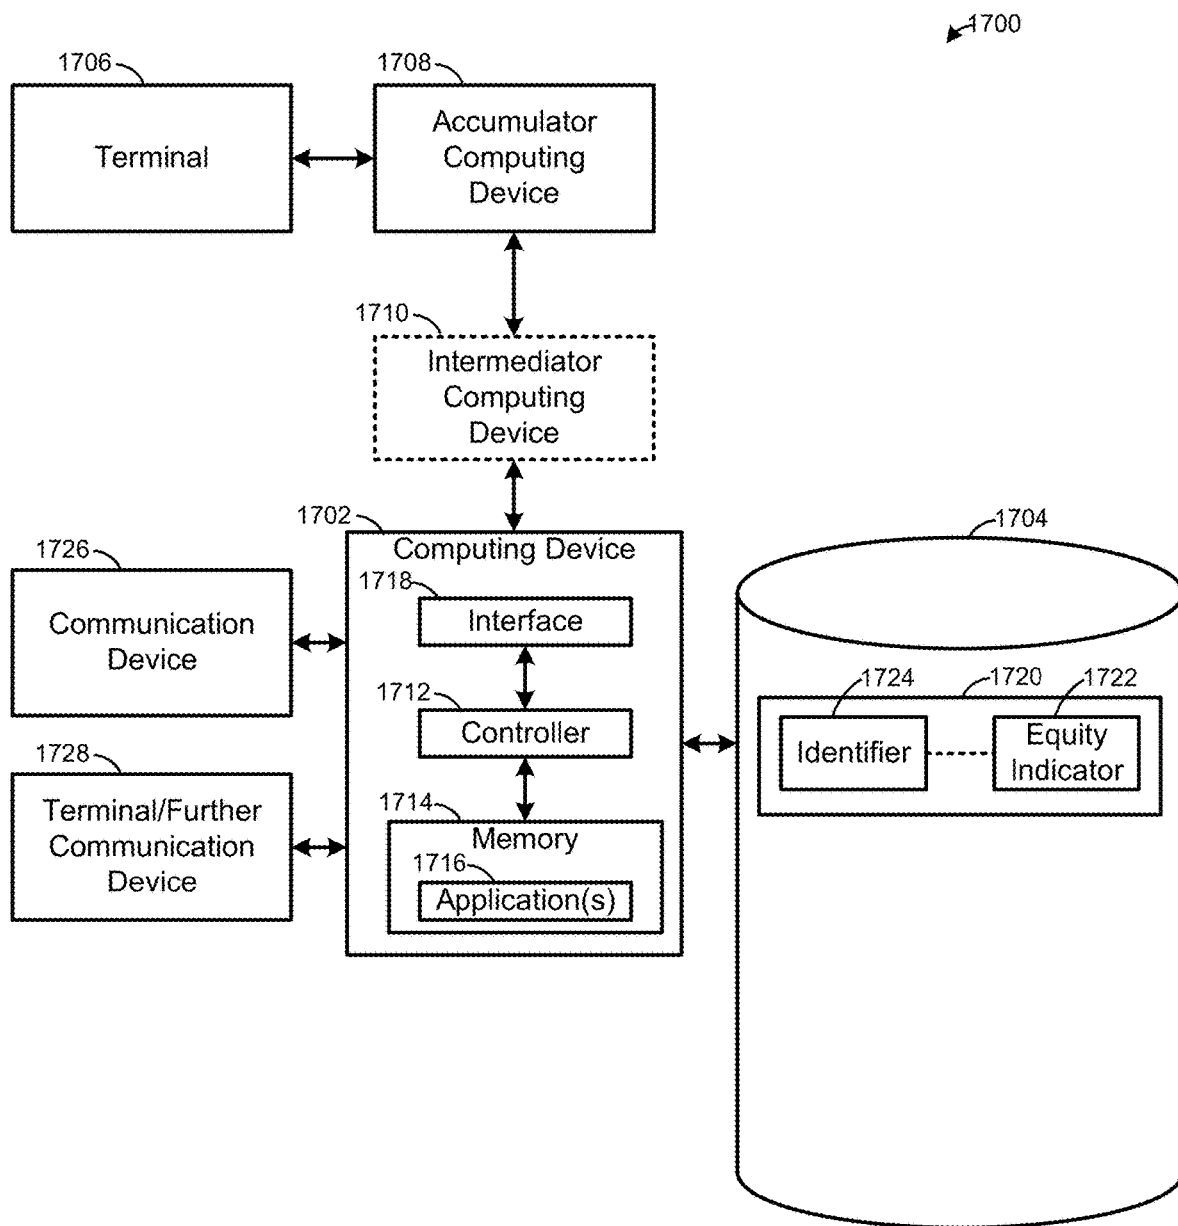 1700
1706
1708
Terminal
Accumulator
Computing
Device
1710
Intermediator
Computing
Device
1702
Computing Device
1704
1726
Communication
Device
1718
Interface
1712
Controller
1724
1720
1722
Identifier
Equity
Indicator
1728
Terminal/Further
Communication
Device
1714
Memory
1716
Application(s)